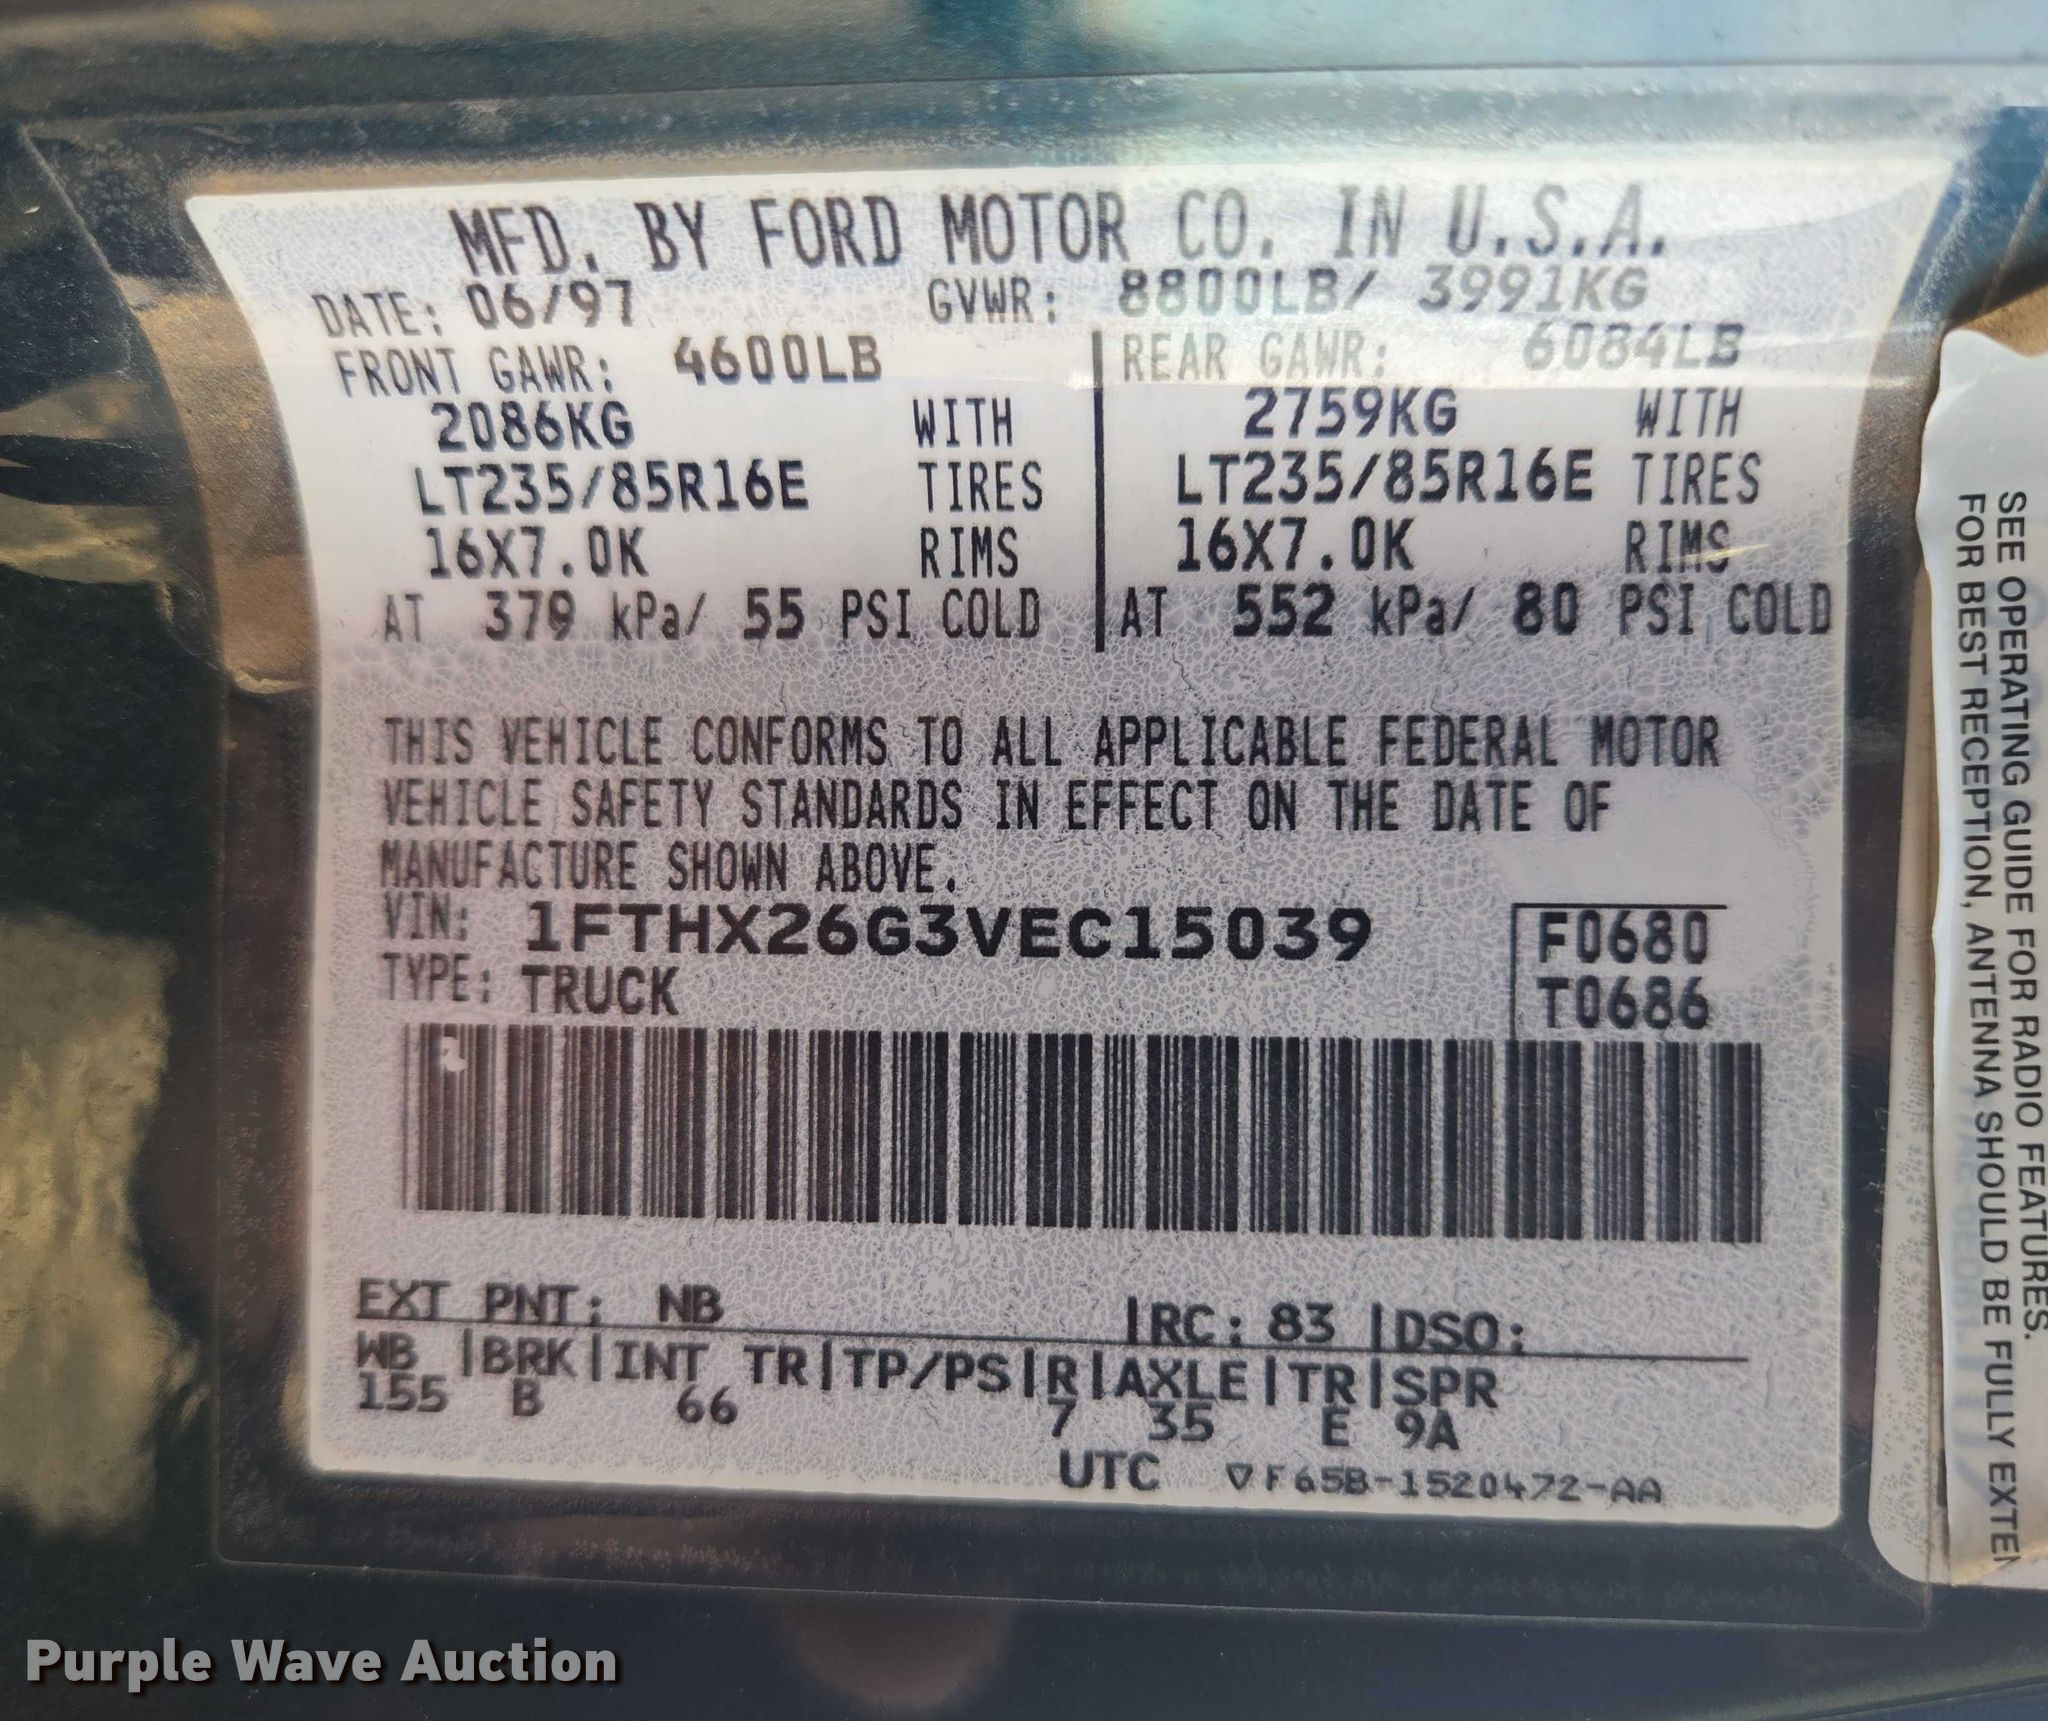 MFD. BY FORD MOTOR CO. IN U.S.A.
DATE: 06/97 GVWR: 8800LB/ 3991KG
FRONT GAWR: 4600LB REAR GAWR: 6084LB
2086KG WITH 2759KG WITH
LT235/85R16E TIRES LT235/85R16E TIRES
16X7.0K RIMS 16X7.0K RIMS
AT 379 kPa/ 55 PSI COLD AT 552 kPa/ 80 PSI COLD
THIS VEHICLE CONFORMS TO ALL APPLICABLE FEDERAL MOTOR
VEHICLE SAFETY STANDARDS IN EFFECT ON THE DATE OF
MANUFACTURE SHOWN ABOVE.
VIN: 1FTHX26G3VEC15039 F0680
TYPE: TRUCK T0686
EXT PNT: NB |RC: 83 |DSO:
WB |BRK|INT TR|TP/PS|R|AXLE|TR|SPR
155 B 66 7 35 E 9A
UTC ▽F65B-1520472-AA
SEE OPERATING GUIDE FOR RADIO FEATURES.
FOR BEST RECEPTION, ANTENNA SHOULD BE FULLY EXTEN
Purple Wave Auction